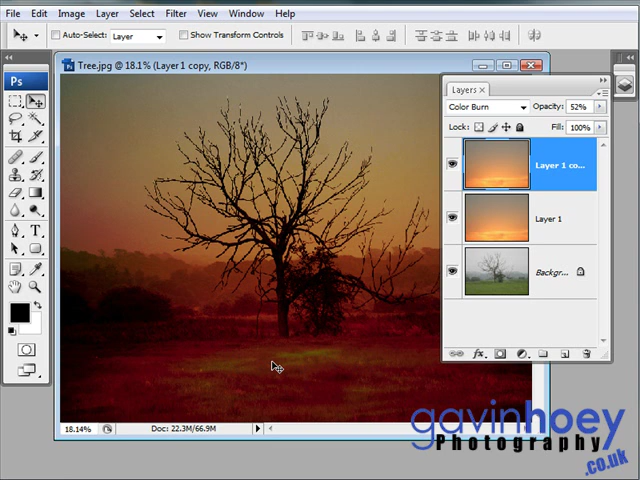 File Edit Image Layer Select Filter View Window Help
Auto-Select: Layer Show Transform Controls
Ps
Tree.jpg @ 18.1% (Layer 1 copy, RGB/8*)
Layers ×
Color Burn Opacity: 52%
Lock: Fill: 100%
Layer 1 co...
Layer 1
Backgr...
T
18.14% Doc: 22.3M/66.9M
gavinhoey
Photography
.co.uk